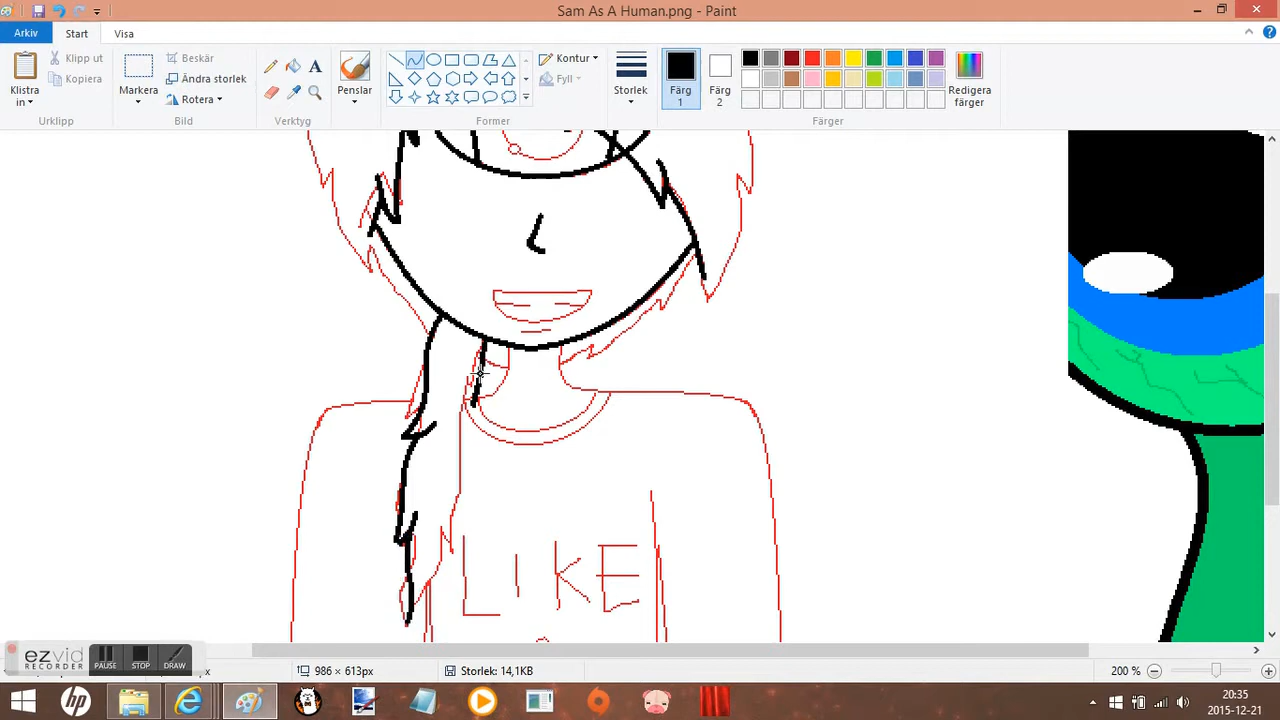 Sam As A Human.png - Paint
Arkiv Start Visa
Klistra in
Klipp ut
Kopiera
Urklipp
Markera
Beskär
Ändra storlek
Rotera
Bild
Verktyg
Penslar
Kontur
Fyll
Former
Storlek
Färg 1
Färg 2
Redigera färger
Färger
LIKE
ezvid
RECORDER
PAUSE STOP DRAW
986 × 613px
Storlek: 14,1KB
200 %
20:35
2015-12-21